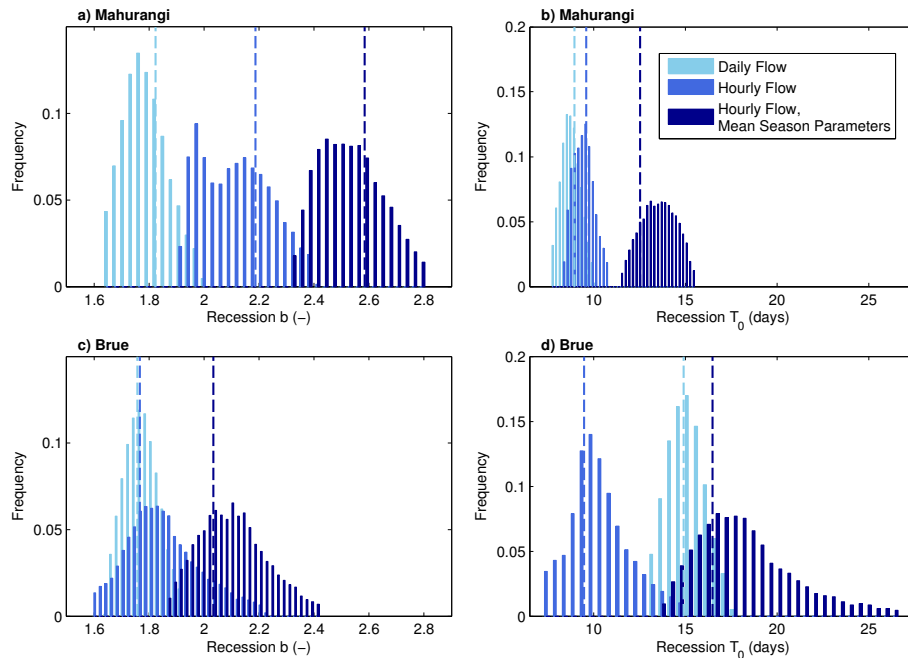 a) Mahurangi
0.1
0.05
0
Frequency
1.6 1.8 2 2.2 2.4 2.6 2.8
Recession b (−)
b) Mahurangi
0.2
0.15
0.1
0.05
0
Frequency
10 15 20 25
Recession T0 (days)
Daily Flow
Hourly Flow
Hourly Flow,
Mean Season Parameters
c) Brue
0.1
0.05
0
Frequency
1.6 1.8 2 2.2 2.4 2.6 2.8
Recession b (−)
d) Brue
0.2
0.15
0.1
0.05
0
Frequency
10 15 20 25
Recession T0 (days)